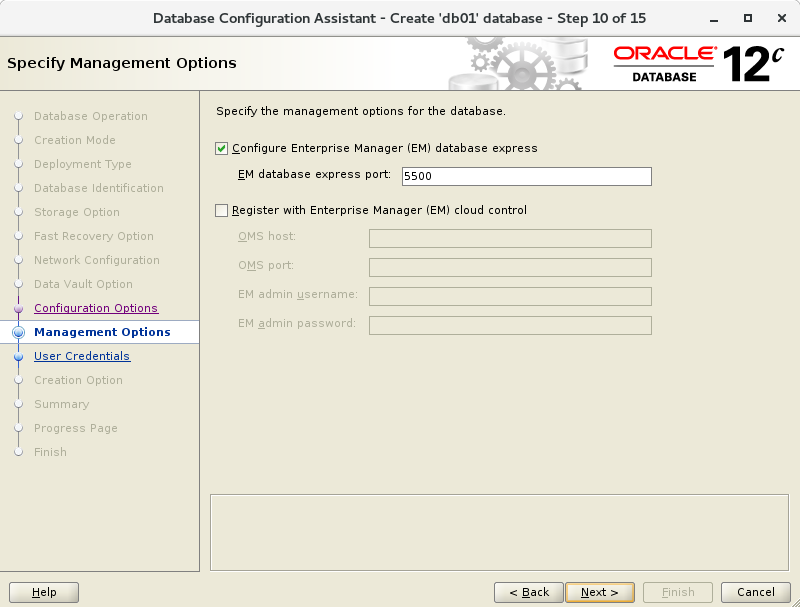 Database Configuration Assistant - Create 'db01' database - Step 10 of 15
Specify Management Options
ORACLE®
DATABASE
12c
Database Operation
Creation Mode
Deployment Type
Database Identification
Storage Option
Fast Recovery Option
Network Configuration
Data Vault Option
Configuration Options
Management Options
User Credentials
Creation Option
Summary
Progress Page
Finish
Specify the management options for the database.
Configure Enterprise Manager (EM) database express
EM database express port: 5500
Register with Enterprise Manager (EM) cloud control
OMS host:
OMS port:
EM admin username:
EM admin password:
Help
< Back
Next >
Finish
Cancel